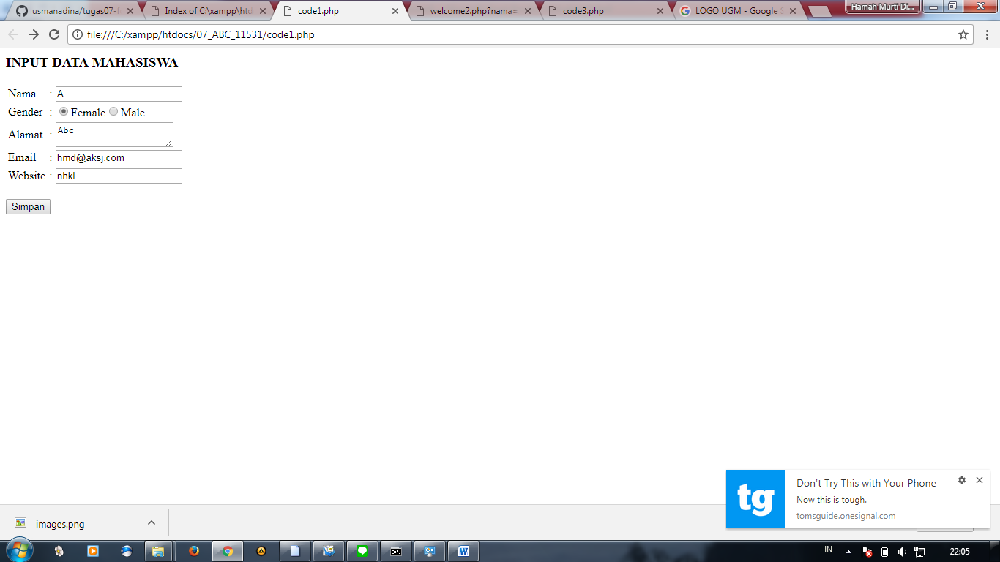 usmanadina/tugas07-f
Index of C:\xampp\htd
code1.php
welcome2.php?nama=
code3.php
LOGO UGM - Google S
Hamah Murti Di...
file:///C:/xampp/htdocs/07_ABC_11531/code1.php
INPUT DATA MAHASISWA
Nama : A
Gender : Female Male
Alamat : Abc
Email : hmd@aksj.com
Website : nhkl
Simpan
Don't Try This with Your Phone
Now this is tough.
tomsguide.onesignal.com
tg
images.png
C:\.
W
IN
22:05